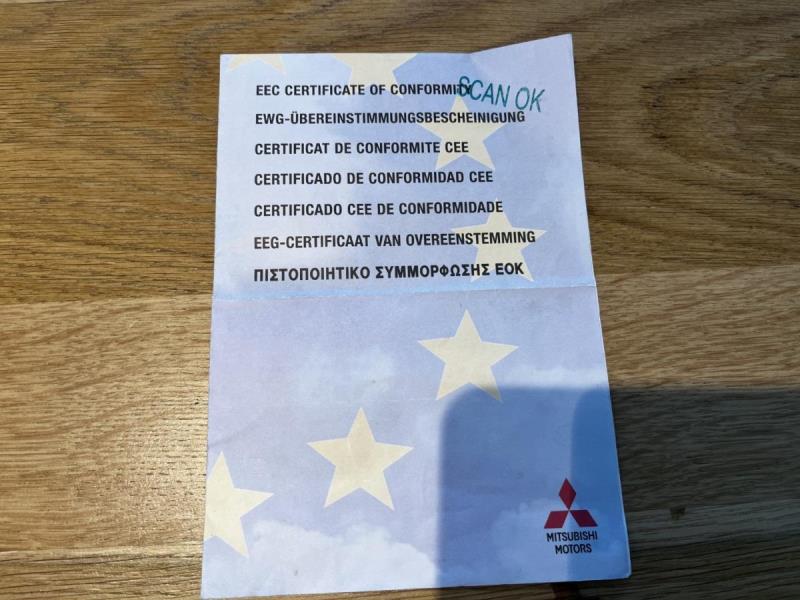 EEC CERTIFICATE OF CONFORMITY
SCAN OK
EWG-ÜBEREINSTIMMUNGSBESCHEINIGUNG
CERTIFICAT DE CONFORMITE CEE
CERTIFICADO DE CONFORMIDAD CEE
CERTIFICADO CEE DE CONFORMIDADE
EEG-CERTIFICAAT VAN OVEREENSTEMMING
ΠΙΣΤΟΠΟΙΗΤΙΚΟ ΣΥΜΜΟΡΦΩΣΗΣ ΕΟΚ
MITSUBISHI
MOTORS